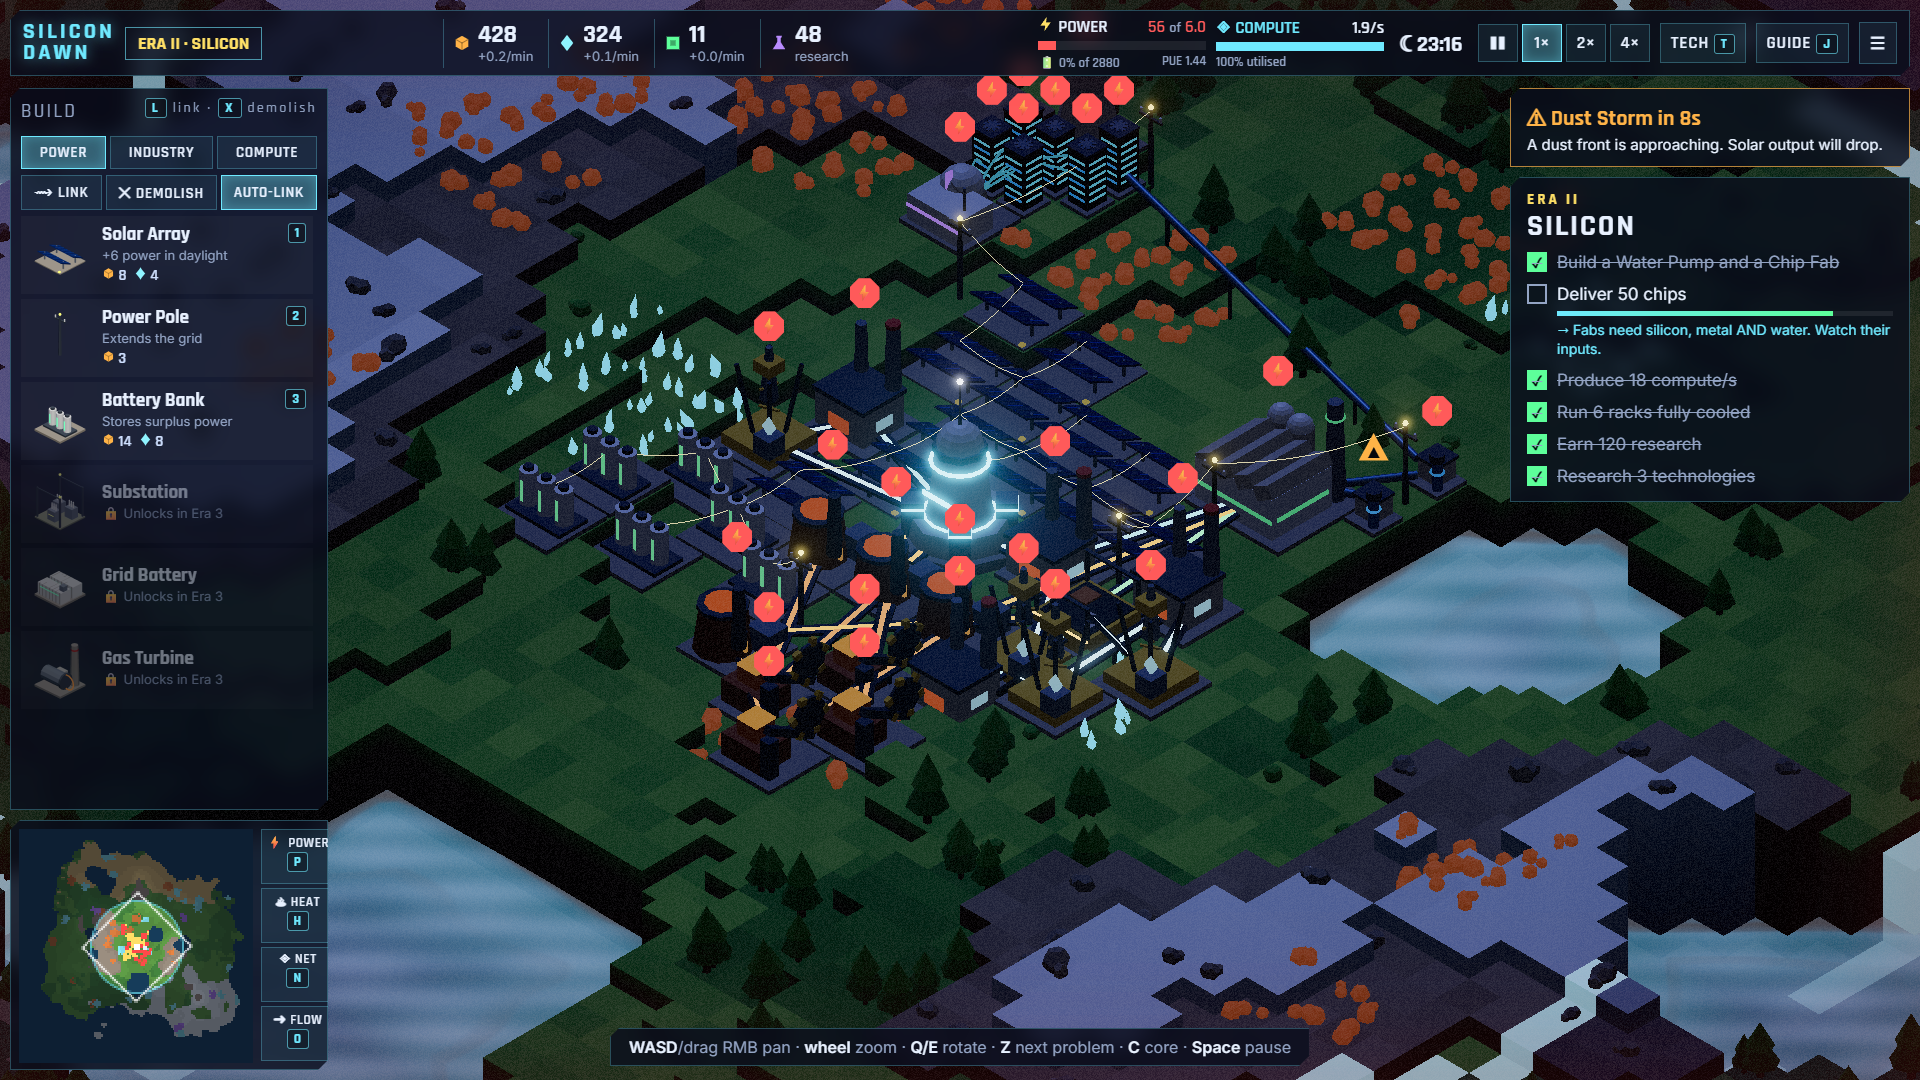 SILICON
DAWN
ERA II · SILICON
428
+0.2/min
324
+0.1/min
11
+0.0/min
48
research
POWER
56 of 6.0
0% of 2880
PUE 1.44
COMPUTE
1.9/s
100% utilised
23:16
1×
2×
4×
TECH T
GUIDE J
BUILD
L link · X demolish
POWER
INDUSTRY
COMPUTE
LINK
DEMOLISH
AUTO-LINK
Solar Array
1
+6 power in daylight
8 4
Power Pole
2
Extends the grid
3
Battery Bank
3
Stores surplus power
14 8
Substation
Unlocks in Era 3
Grid Battery
Unlocks in Era 3
Gas Turbine
Unlocks in Era 3
POWER
P
HEAT
H
NET
N
FLOW
O
Dust Storm in 8s
A dust front is approaching. Solar output will drop.
ERA II
SILICON
Build a Water Pump and a Chip Fab
Deliver 50 chips
→ Fabs need silicon, metal AND water. Watch their
inputs.
Produce 18 compute/s
Run 6 racks fully cooled
Earn 120 research
Research 3 technologies
WASD/drag RMB pan · wheel zoom · Q/E rotate · Z next problem · C core · Space pause